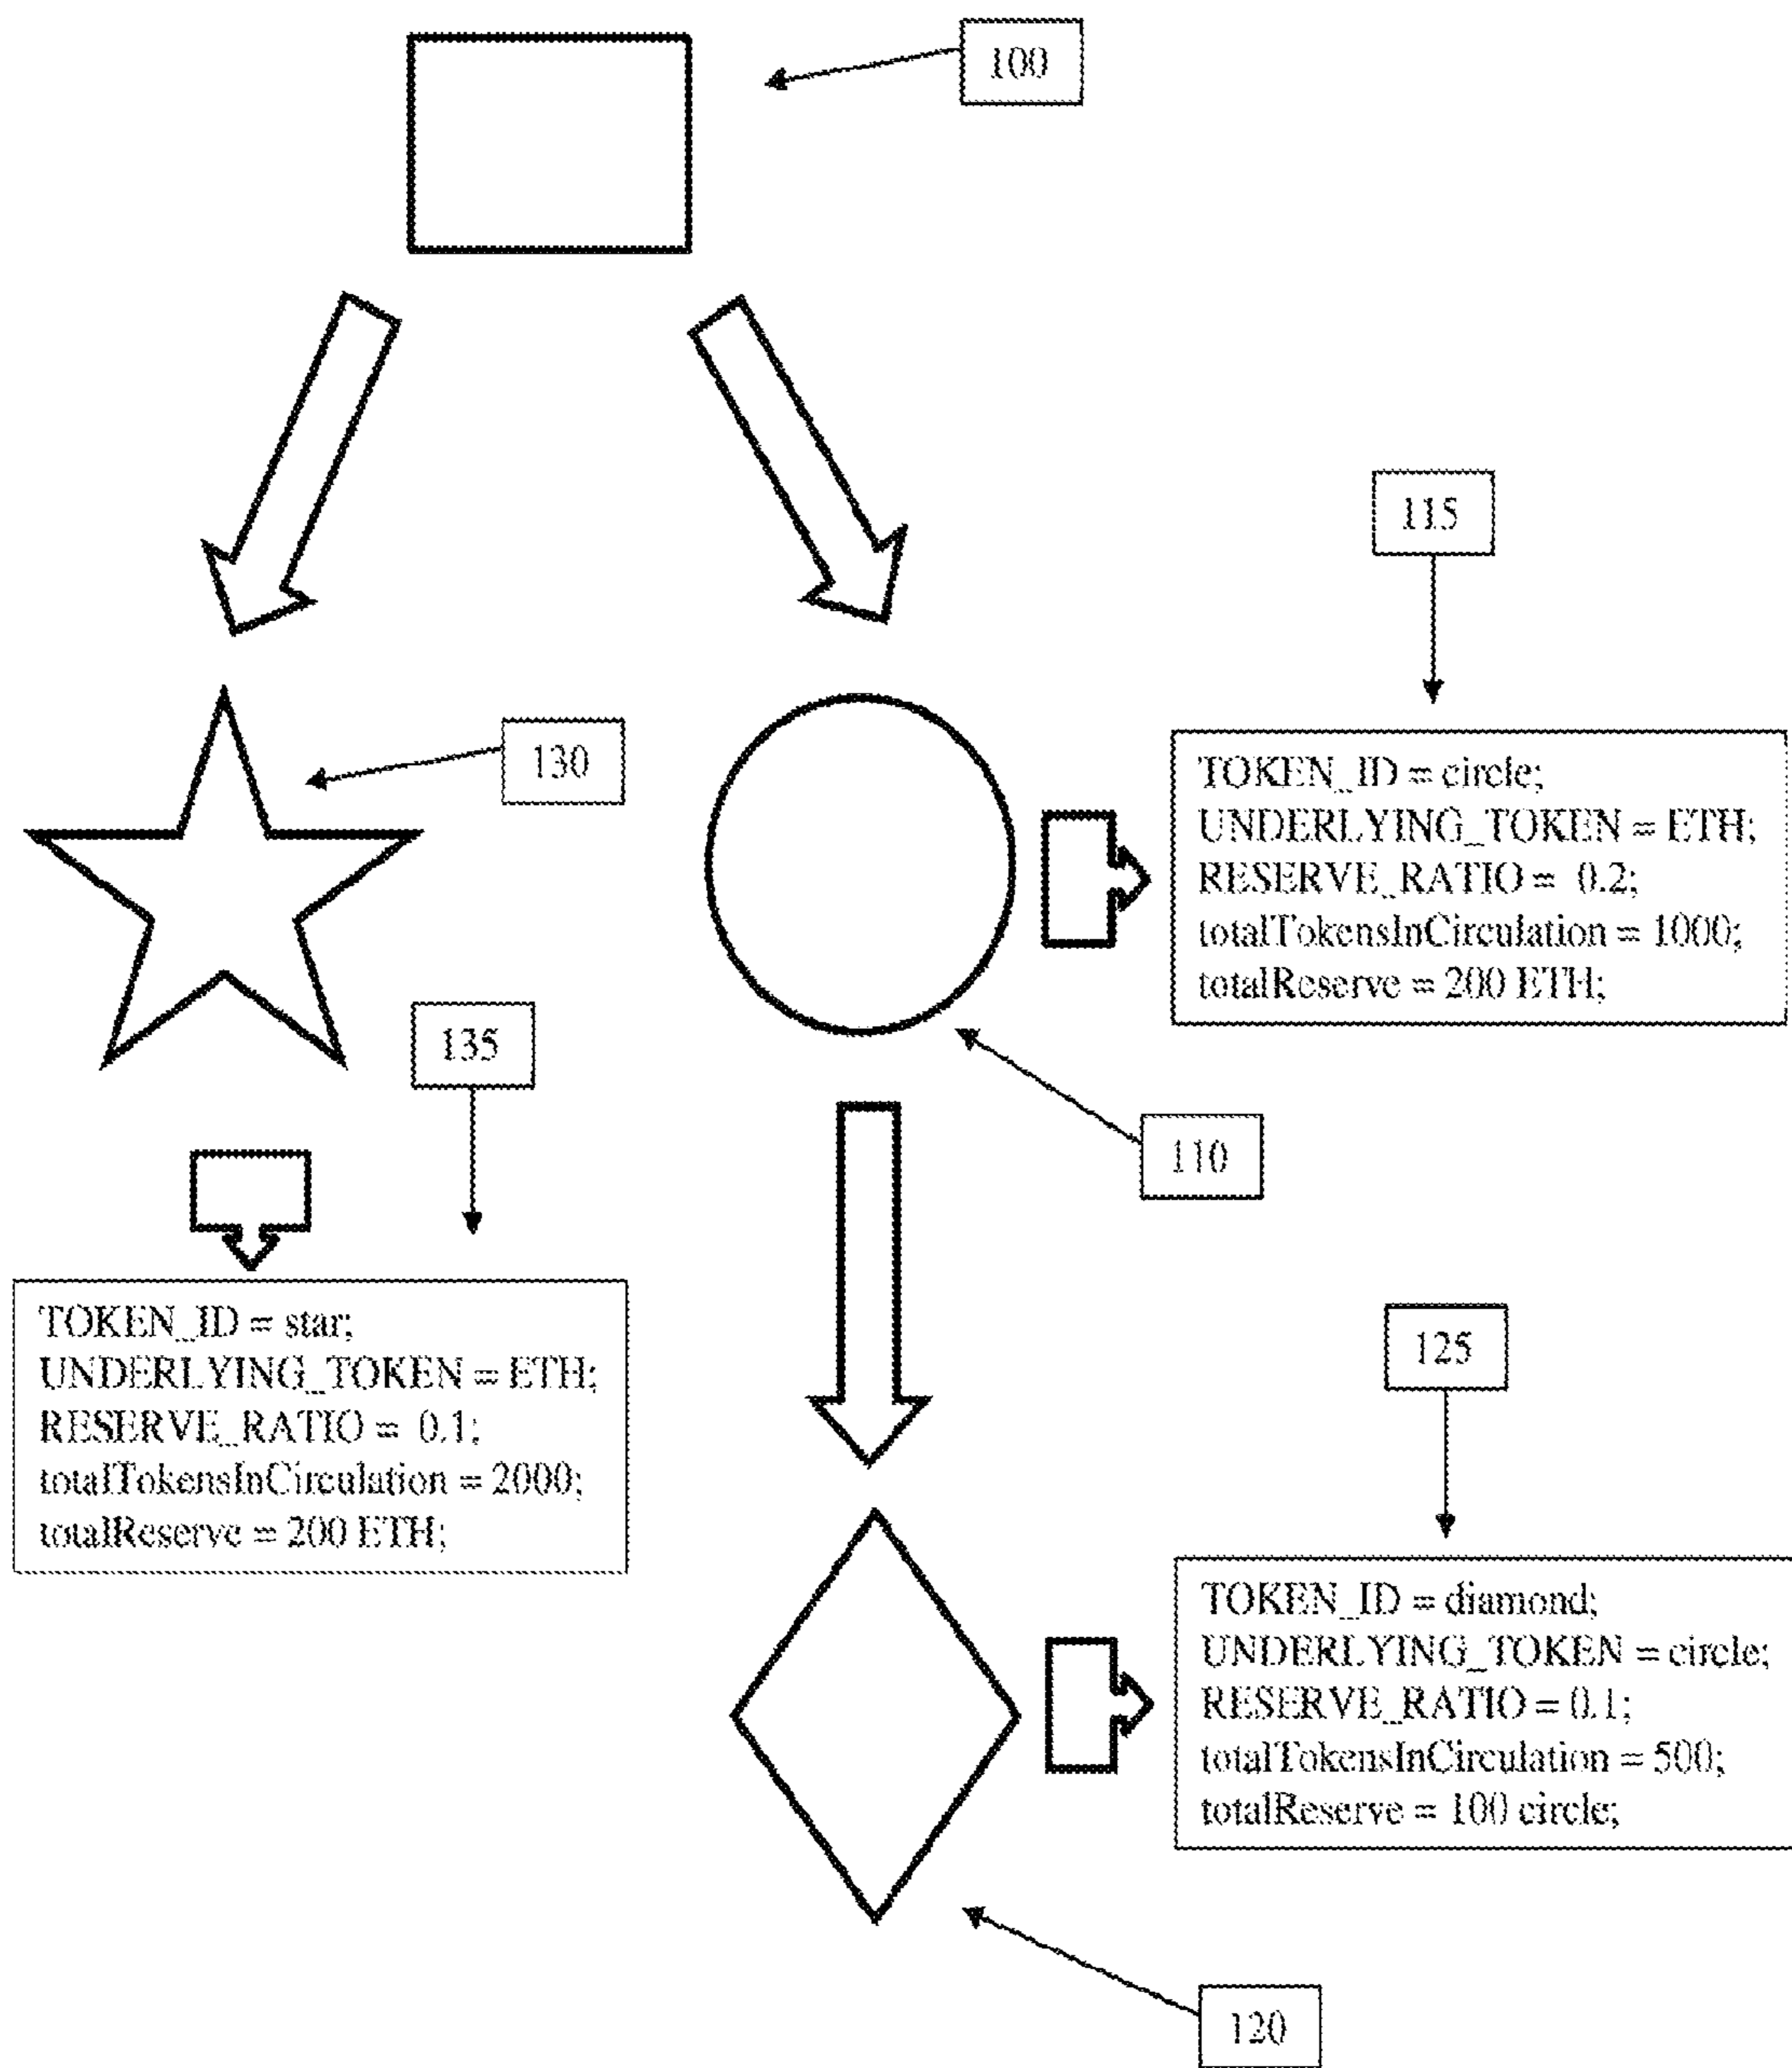 100
115
130
TOKEN_ID = circle;
UNDERLYING_TOKEN = ETH;
RESERVE_RATIO = 0.2;
totalTokensInCirculation = 1000;
totalReserve = 200 ETH;
135
110
TOKEN_ID = star;
UNDERLYING_TOKEN = ETH;
RESERVE_RATIO = 0.1;
totalTokensInCirculation = 2000;
totalReserve = 200 ETH;
125
TOKEN_ID = diamond;
UNDERLYING_TOKEN = circle;
RESERVE_RATIO = 0.1;
totalTokensInCirculation = 500;
totalReserve = 100 circle;
120